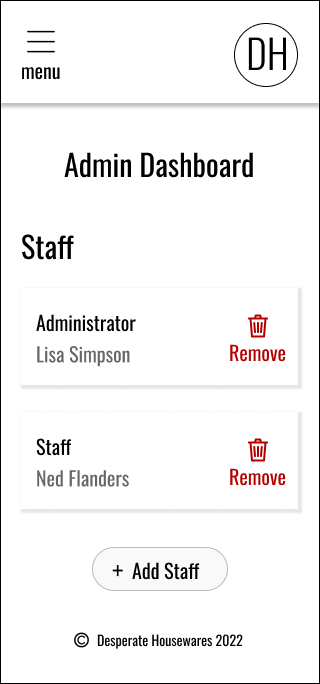 menu
DH
Admin Dashboard
Staff
Administrator
Lisa Simpson
Remove
Staff
Ned Flanders
Remove
+ Add Staff
© Desperate Housewares 2022